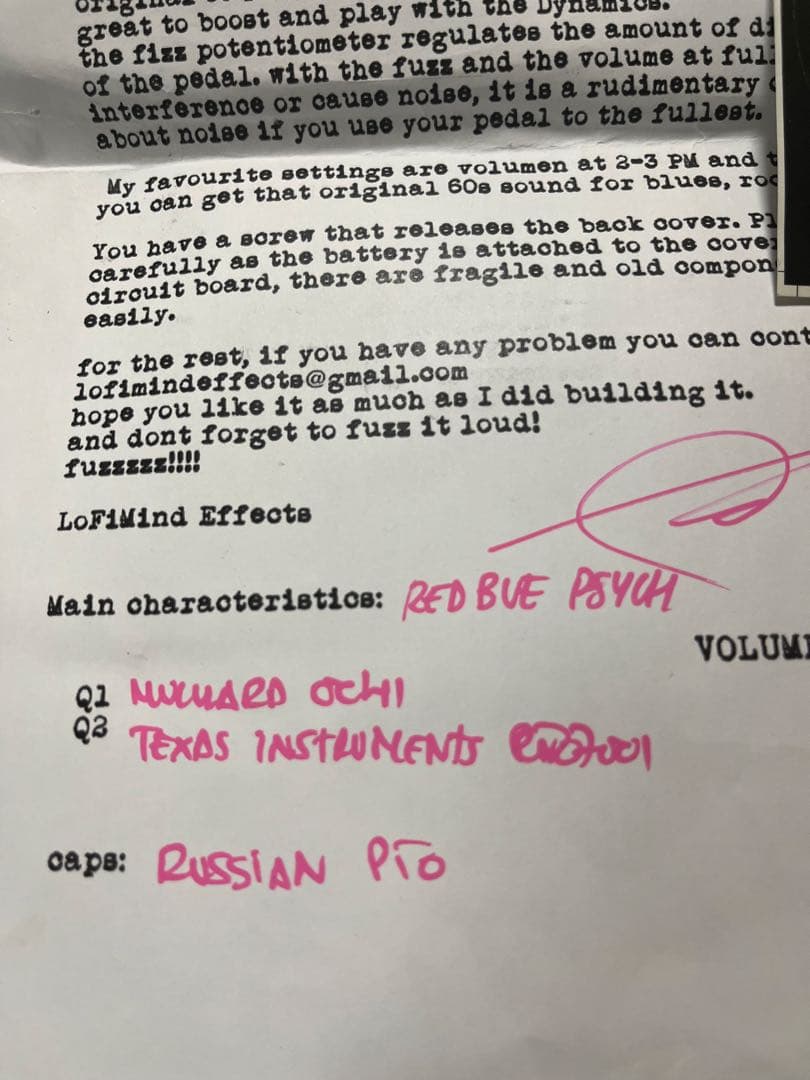 great to boost and play with the Dynamics.
the fizz potentiometer regulates the amount of
of the pedal. with the fuzz and the volume at full
interference or cause noise, it is a rudimentary
about noise if you use your pedal to the fullest.
My favourite settings are volumen at 2-3 PM and
you can get that original 60s sound for blues,
You have a screw that releases the back cover.
carefully as the battery is attached to the
circuit board, there are fragile and old
easily.
for the rest, if you have any problem you can
lofimindeffects@gmail.com
hope you like it as much as I did building it.
and dont forget to fuzz it loud!
fuzzzzz!!!!
LoFiMind Effects
Main characteristics: RED BUE PSYCH
Q1 MULLARD OC41
Q2 TEXAS INSTRUMENTS
caps: RUSSIAN PIO